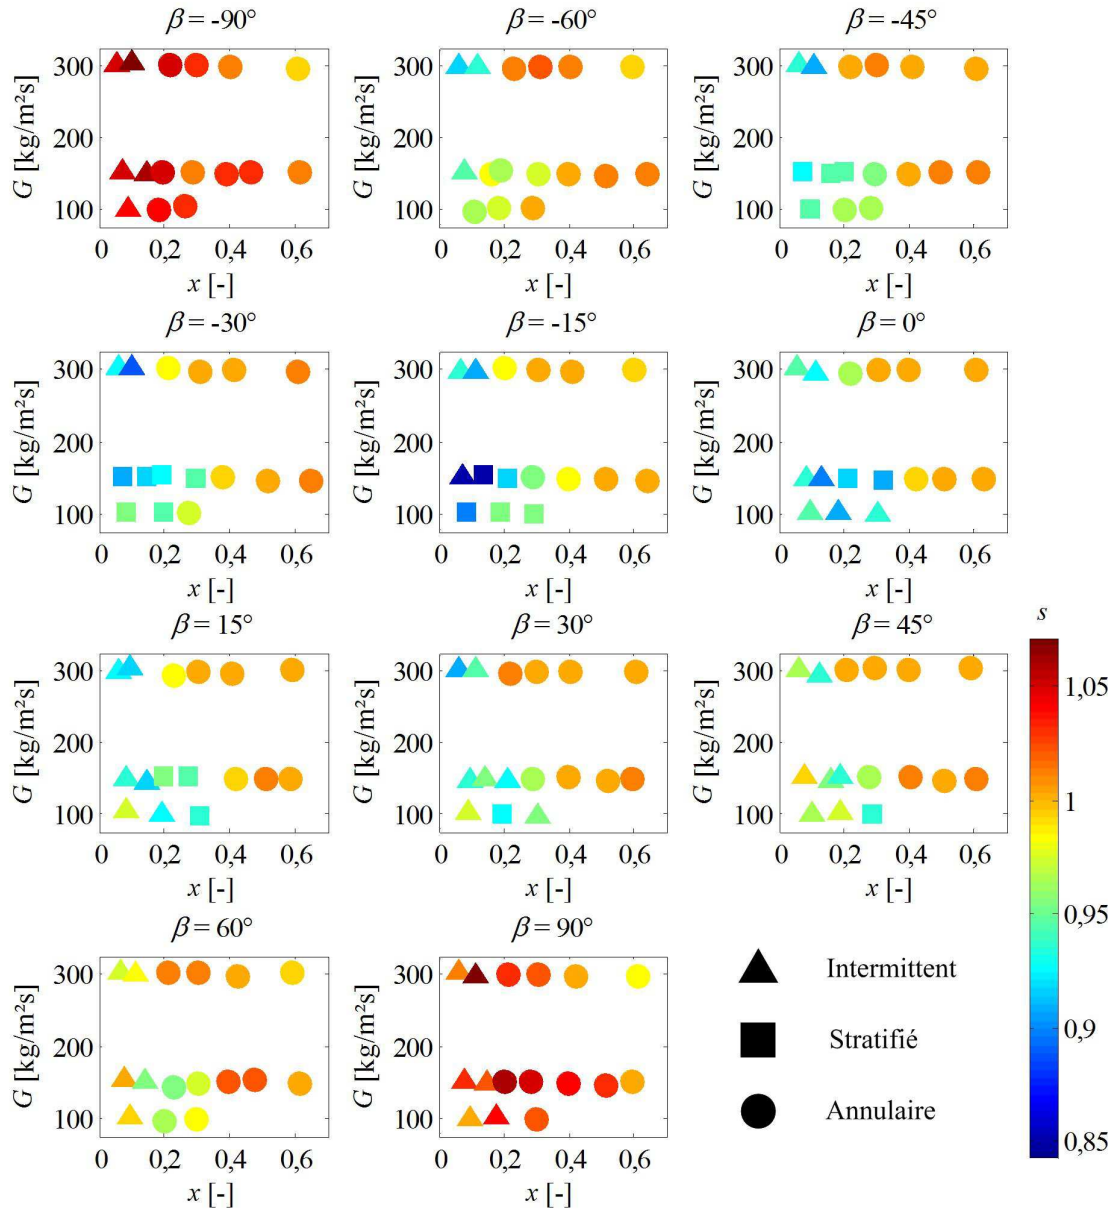 β = -90°
β = -60°
β = -45°
G [kg/m²s]
300
200
100
0 0,2 0,4 0,6
x [-]
G [kg/m²s]
300
200
100
0 0,2 0,4 0,6
x [-]
G [kg/m²s]
300
200
100
0 0,2 0,4 0,6
x [-]
β = -30°
β = -15°
β = 0°
G [kg/m²s]
300
200
100
0 0,2 0,4 0,6
x [-]
G [kg/m²s]
300
200
100
0 0,2 0,4 0,6
x [-]
G [kg/m²s]
300
200
100
0 0,2 0,4 0,6
x [-]
β = 15°
β = 30°
β = 45°
G [kg/m²s]
300
200
100
0 0,2 0,4 0,6
x [-]
G [kg/m²s]
300
200
100
0 0,2 0,4 0,6
x [-]
G [kg/m²s]
300
200
100
0 0,2 0,4 0,6
x [-]
β = 60°
β = 90°
G [kg/m²s]
300
200
100
0 0,2 0,4 0,6
x [-]
G [kg/m²s]
300
200
100
0 0,2 0,4 0,6
x [-]
Intermittent
Stratifié
Annulaire
s
1,05
1
0,95
0,9
0,85